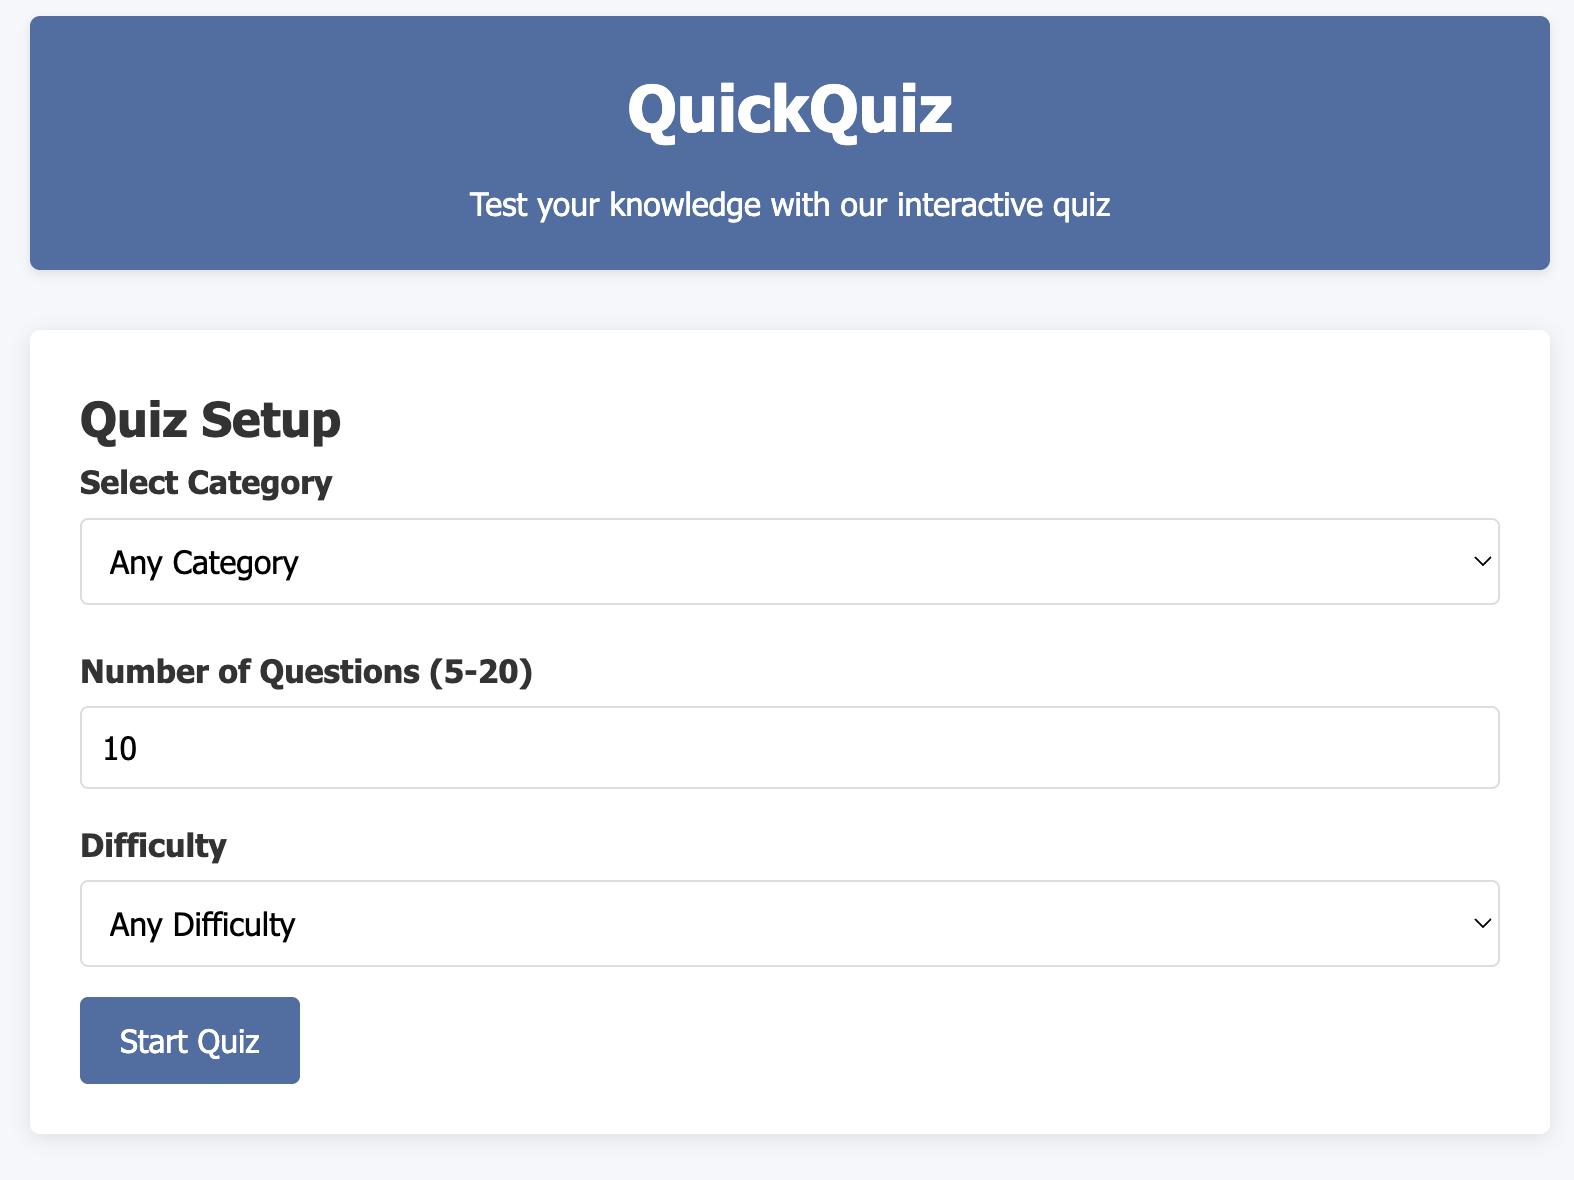 QuickQuiz
Test your knowledge with our interactive quiz
Quiz Setup
Select Category
Any Category
Number of Questions (5-20)
10
Difficulty
Any Difficulty
Start Quiz